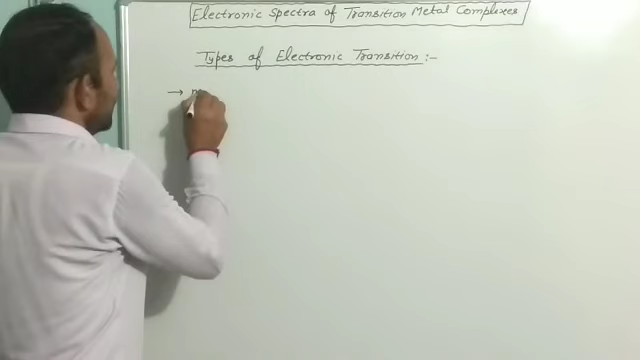 Electronic Spectra of Transition Metal Complexes
Types of Electronic Transition :-
→